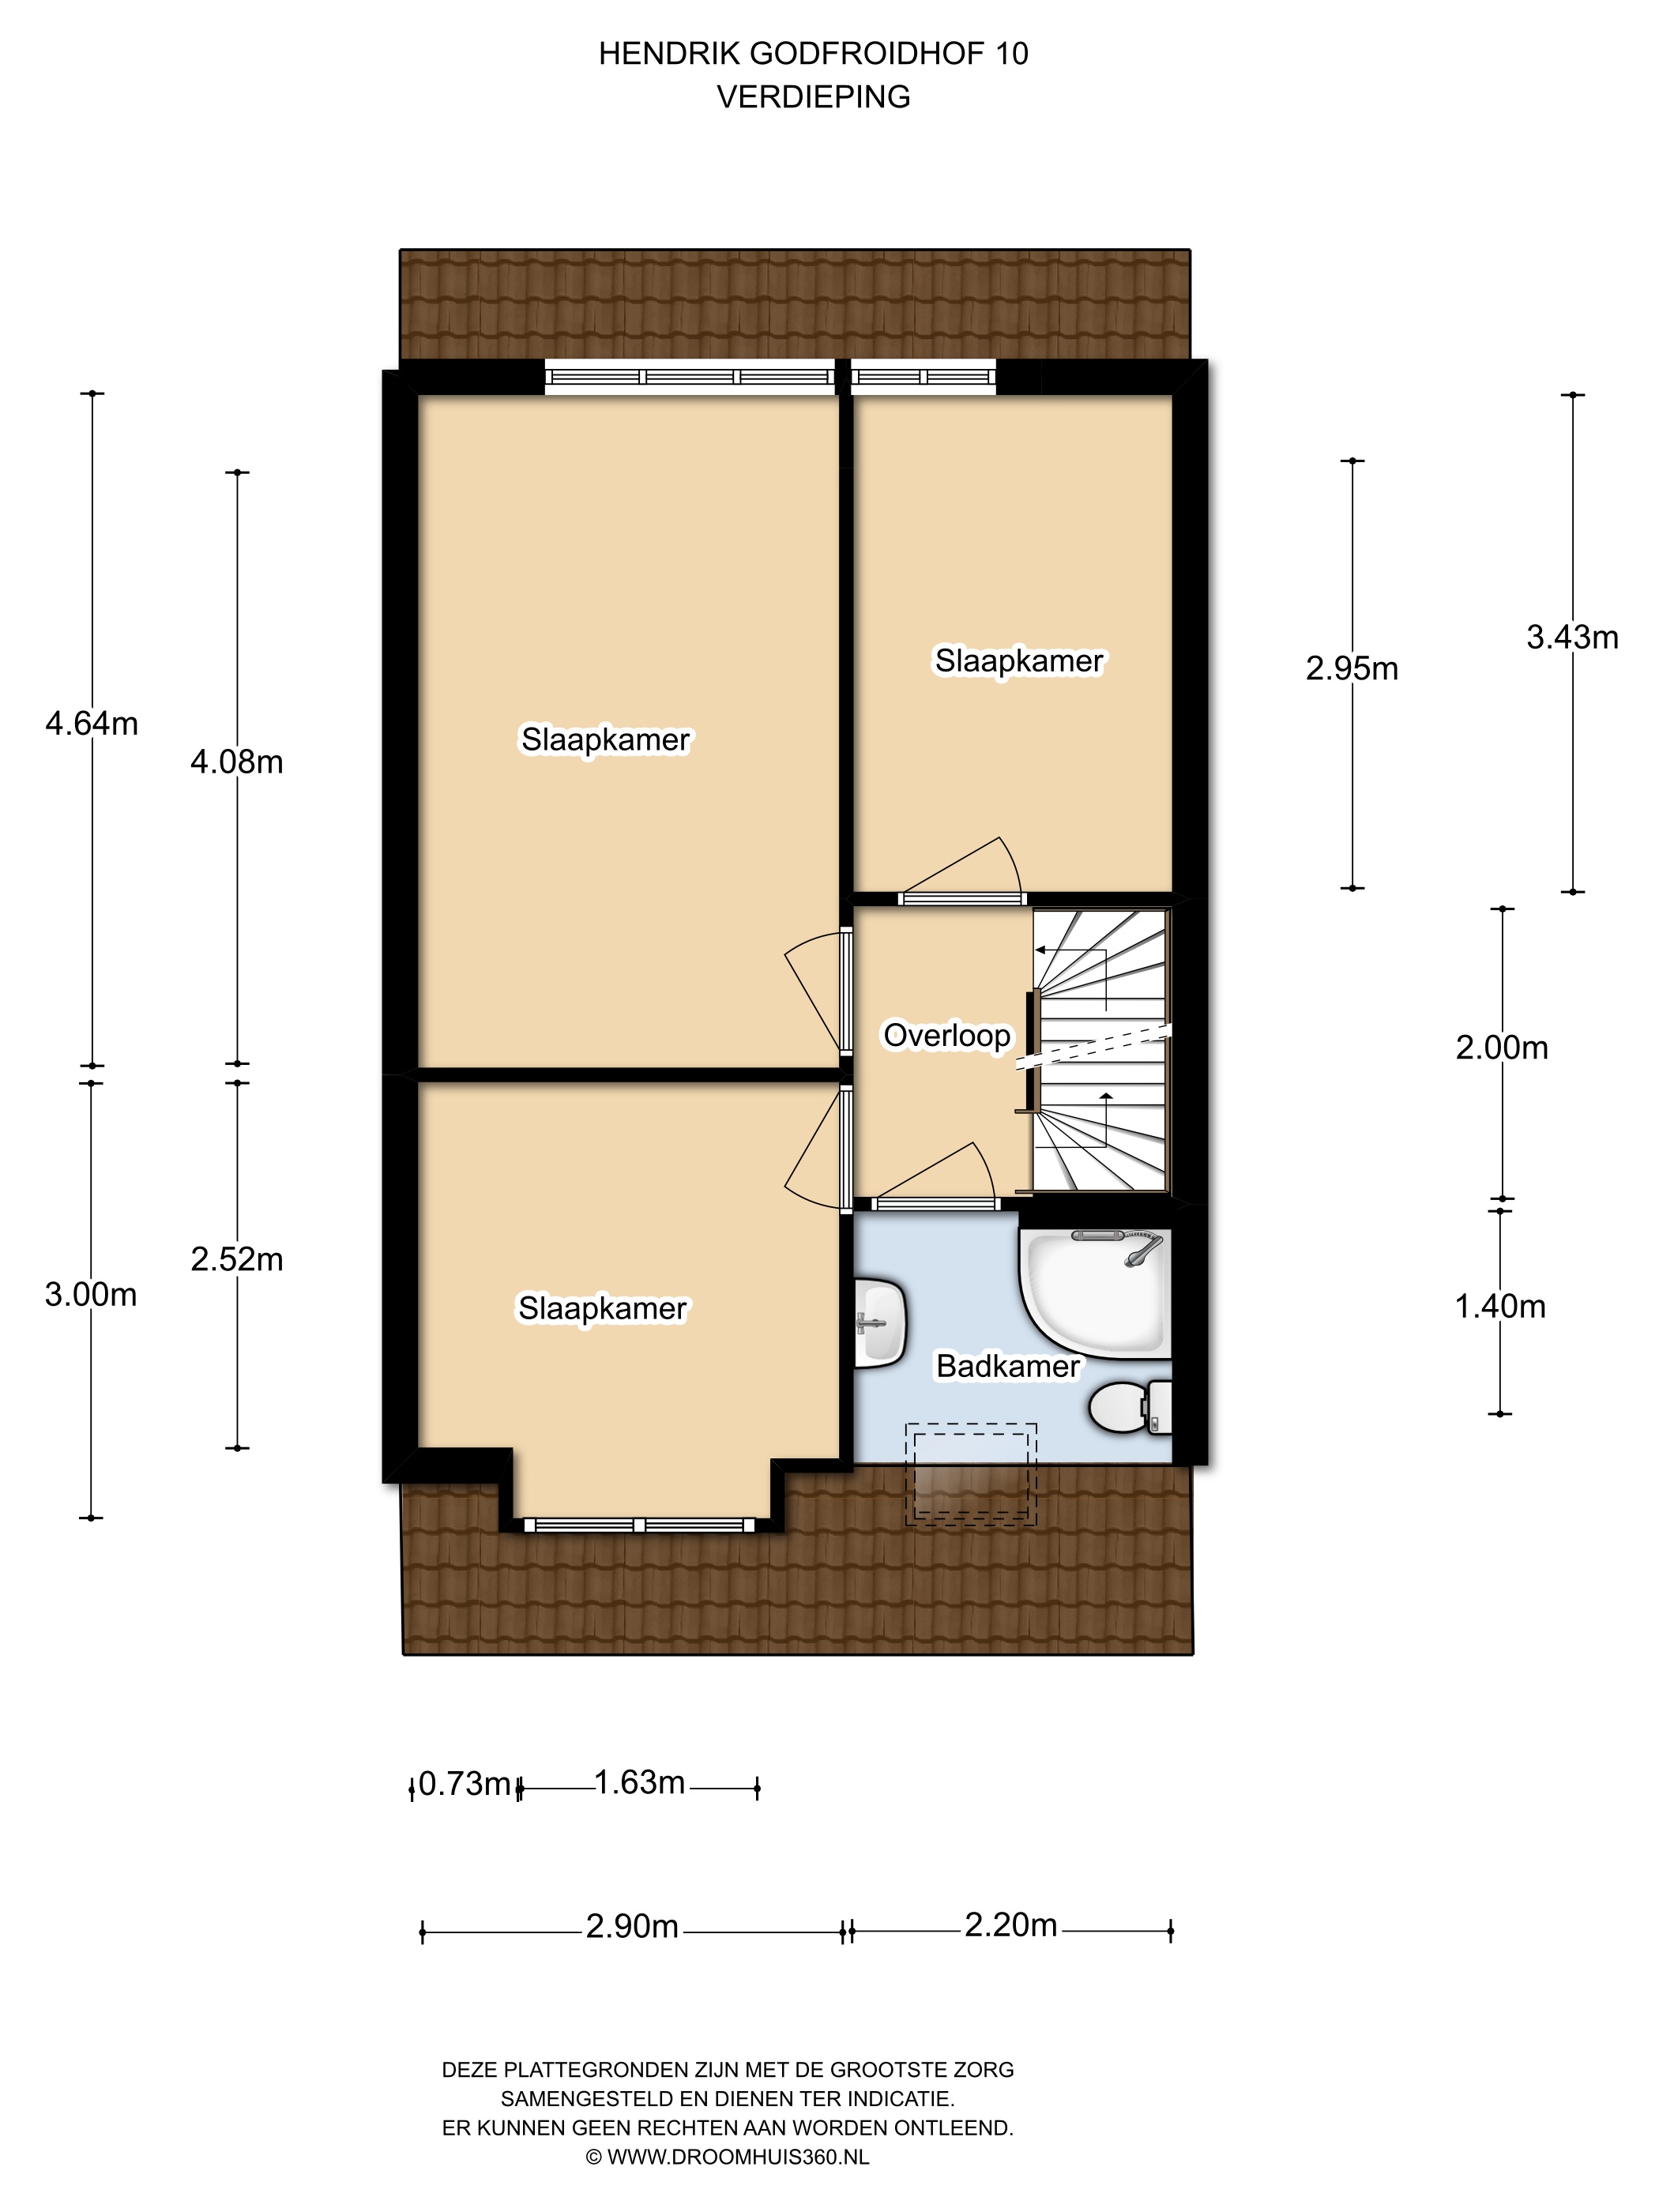 HENDRIK GODFROIDHOF 10
VERDIEPING
4.64m
4.08m
Slaapkamer
Slaapkamer
2.95m
3.43m
Overloop
2.00m
2.52m
3.00m
Slaapkamer
Badkamer
1.40m
0.73m
1.63m
2.90m
2.20m
DEZE PLATTEGRONDEN ZIJN MET DE GROOTSTE ZORG
SAMENGESTELD EN DIENEN TER INDICATIE.
ER KUNNEN GEEN RECHTEN AAN WORDEN ONTLEEND.
© WWW.DROOMHUIS360.NL